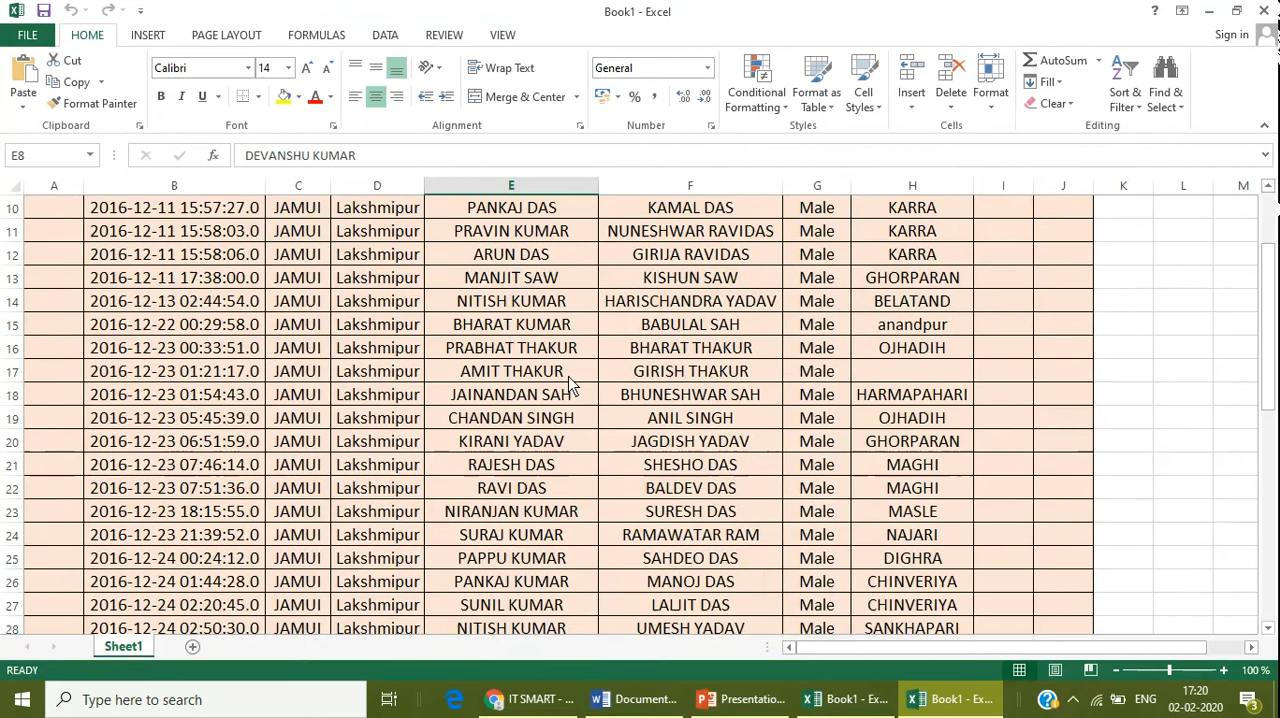 Book1 - Excel
?
FILE HOME INSERT PAGE LAYOUT FORMULAS DATA REVIEW VIEW Sign in
Paste Cut Copy Format Painter Clipboard
Calibri 14 A A B I U A Font
Wrap Text Merge & Center Alignment
General % , .0 .00 Number
Conditional Formatting Format as Table Cell Styles Styles
Insert Delete Format Cells
AutoSum Fill Clear Sort & Filter Find & Select Editing
E8 fx DEVANSHU KUMAR
A B C D E F G H I J K L M
10 2016-12-11 15:57:27.0 JAMUI Lakshmipur PANKAJ DAS KAMAL DAS Male KARRA
11 2016-12-11 15:58:03.0 JAMUI Lakshmipur PRAVIN KUMAR NUNESHWAR RAVIDAS Male KARRA
12 2016-12-11 15:58:06.0 JAMUI Lakshmipur ARUN DAS GIRIJA RAVIDAS Male KARRA
13 2016-12-11 17:38:00.0 JAMUI Lakshmipur MANJIT SAW KISHUN SAW Male GHORPARAN
14 2016-12-13 02:44:54.0 JAMUI Lakshmipur NITISH KUMAR HARISCHANDRA YADAV Male BELATAND
15 2016-12-22 00:29:58.0 JAMUI Lakshmipur BHARAT KUMAR BABULAL SAH Male anandpur
16 2016-12-23 00:33:51.0 JAMUI Lakshmipur PRABHAT THAKUR BHARAT THAKUR Male OJHADIH
17 2016-12-23 01:21:17.0 JAMUI Lakshmipur AMIT THAKUR GIRISH THAKUR Male
18 2016-12-23 01:54:43.0 JAMUI Lakshmipur JAINANDAN SAH BHUNESHWAR SAH Male HARMAPAHARI
19 2016-12-23 05:45:39.0 JAMUI Lakshmipur CHANDAN SINGH ANIL SINGH Male OJHADIH
20 2016-12-23 06:51:59.0 JAMUI Lakshmipur KIRANI YADAV JAGDISH YADAV Male GHORPARAN
21 2016-12-23 07:46:14.0 JAMUI Lakshmipur RAJESH DAS SHESHO DAS Male MAGHI
22 2016-12-23 07:51:36.0 JAMUI Lakshmipur RAVI DAS BALDEV DAS Male MAGHI
23 2016-12-23 18:15:55.0 JAMUI Lakshmipur NIRANJAN KUMAR SURESH DAS Male MASLE
24 2016-12-23 21:39:52.0 JAMUI Lakshmipur SURAJ KUMAR RAMAWATAR RAM Male NAJARI
25 2016-12-24 00:24:12.0 JAMUI Lakshmipur PAPPU KUMAR SAHDEO DAS Male DIGHRA
26 2016-12-24 01:44:28.0 JAMUI Lakshmipur PANKAJ KUMAR MANOJ DAS Male CHINVERIYA
27 2016-12-24 02:20:45.0 JAMUI Lakshmipur SUNIL KUMAR LALJIT DAS Male CHINVERIYA
28 2016-12-24 02:50:30.0 JAMUI Lakshmipur NITISH KUMAR UMESH YADAV Male SANKHAPARI
Sheet1
READY 100 %
Type here to search IT SMART - ... Document... Presentatio... Book1 - Exc... Book1 - Exc... ENG 17:20 02-02-2020 3